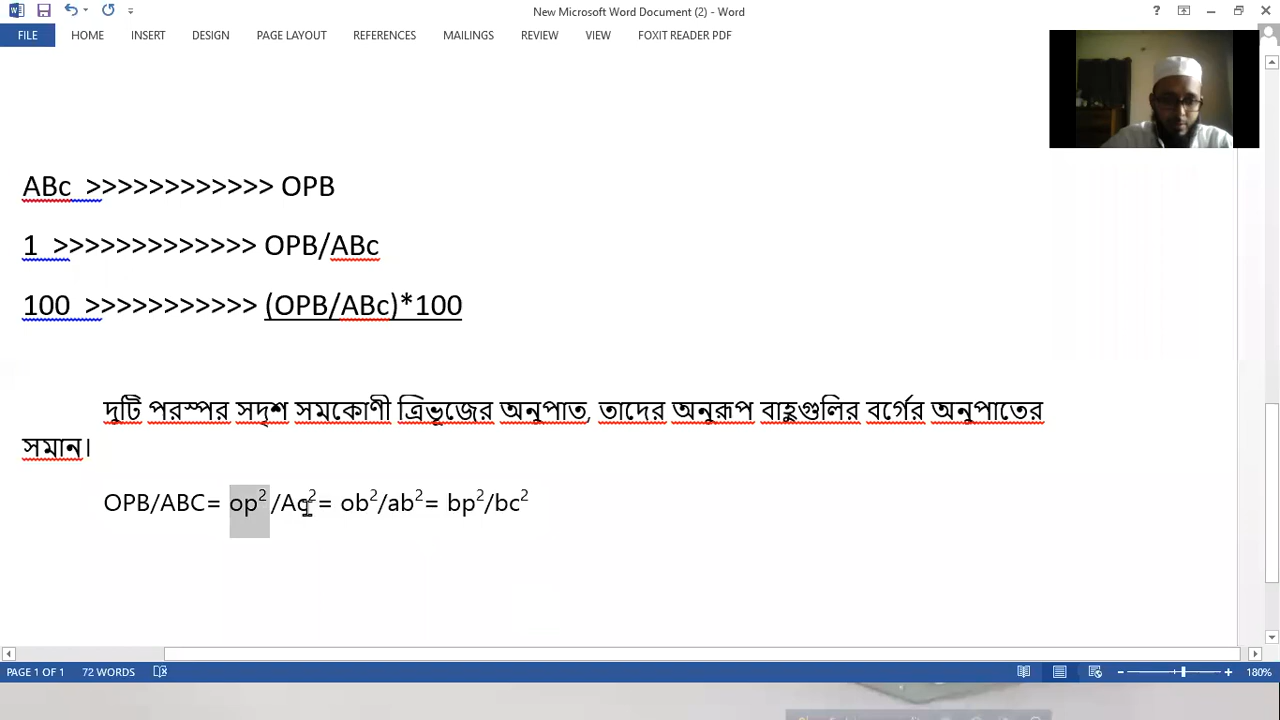 New Microsoft Word Document (2) - Word
FILE HOME INSERT DESIGN PAGE LAYOUT REFERENCES MAILINGS REVIEW VIEW FOXIT READER PDF
ABc >>>>>>>>>>>> OPB
1 >>>>>>>>>>>>> OPB/ABc
100 >>>>>>>>>>> (OPB/ABc)*100
দুটি পরস্পর সদৃশ সমকোণী ত্রিভূজের অনুপাত, তাদের অনুরূপ বাহুগুলির বর্গের অনুপাতের
সমান।
OPB/ABC= op²/Ac²= ob²/ab²= bp²/bc²
PAGE 1 OF 1 72 WORDS 180%